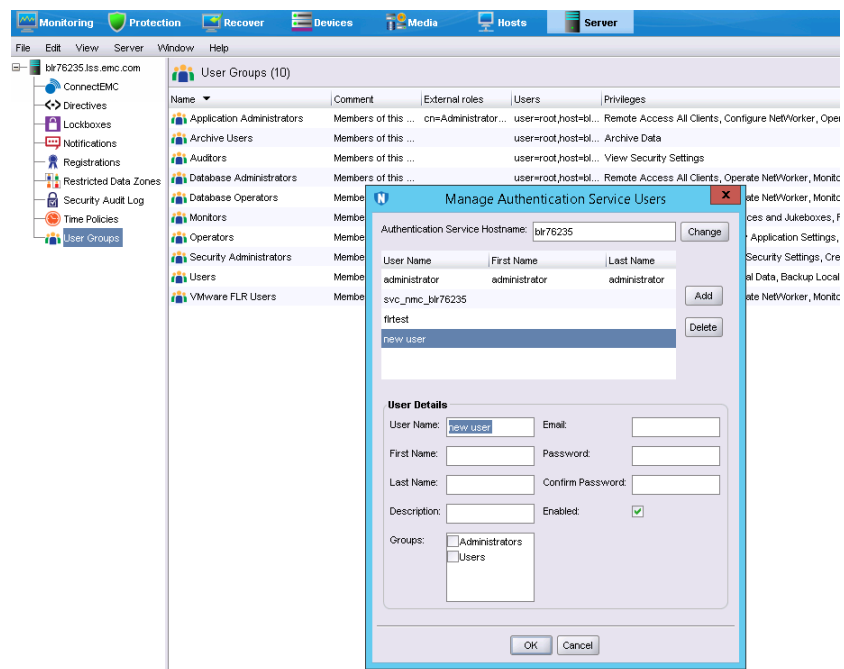 Monitoring Protection Recover Devices Media Hosts Server
File Edit View Server Window Help
blr76235.lss.emc.com
ConnectEMC
Directives
Lockboxes
Notifications
Registrations
Restricted Data Zones
Security Audit Log
Time Policies
User Groups
User Groups (10)
Name Comment External roles Users Privileges
Application Administrators Members of this ... cn=Administrator... user=root,host=bl... Remote Access All Clients, Configure NetWorker, Oper
Archive Users Members of this ... user=root,host=bl... Archive Data
Auditors Members of this ... user=root,host=bl... View Security Settings
Database Administrators Members of this ... user=root,host=bl... Remote Access All Clients, Operate NetWorker, Monito
Database Operators Membe ate NetWorker, Monito
Monitors Membe ces and Jukeboxes, F
Operators Membe Application Settings,
Security Administrators Membe Security Settings, Cre
Users Membe al Data, Backup Local
VMware FLR Users Membe ate NetWorker, Monito
N Manage Authentication Service Users x
Authentication Service Hostname: blr76235 Change
User Name First Name Last Name
administrator administrator administrator
svc_nmc_blr76235
flrtest
new user
Add
Delete
User Details
User Name: new user Email:
First Name: Password:
Last Name: Confirm Password:
Description: Enabled:
Groups: Administrators
Users
OK Cancel